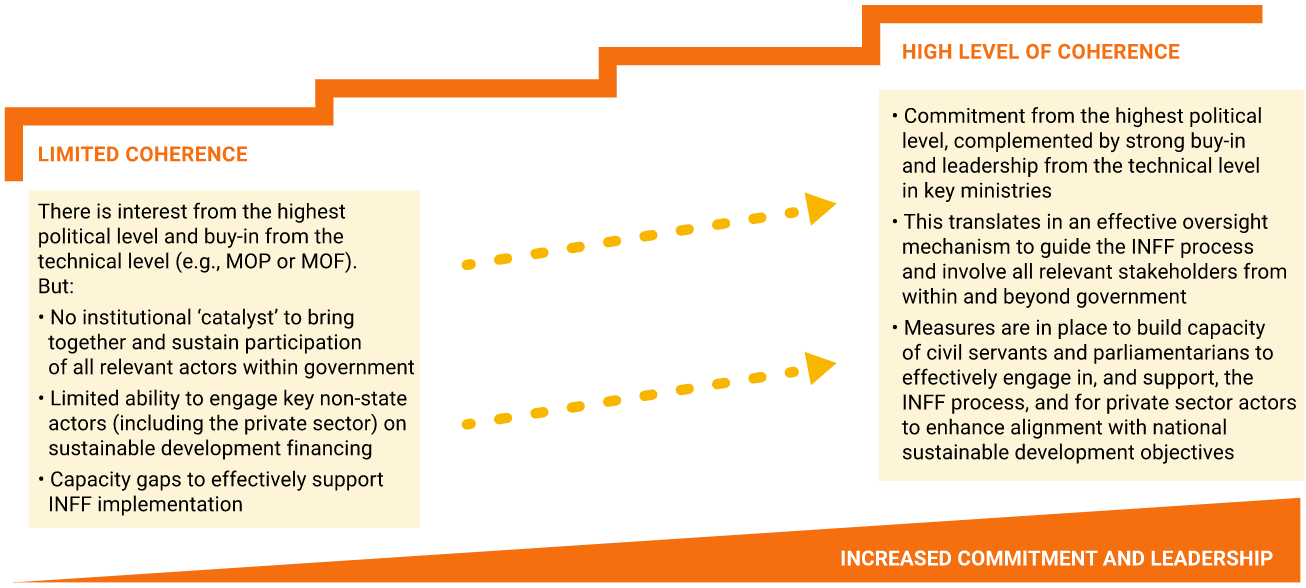 LIMITED COHERENCE
There is interest from the highest
political level and buy-in from the
technical level (e.g., MOP or MOF).
But:
• No institutional ‘catalyst’ to bring
together and sustain participation
of all relevant actors within government
• Limited ability to engage key non-state
actors (including the private sector) on
sustainable development financing
• Capacity gaps to effectively support
INFF implementation
HIGH LEVEL OF COHERENCE
• Commitment from the highest political
level, complemented by strong buy-in
and leadership from the technical level
in key ministries
• This translates in an effective oversight
mechanism to guide the INFF process
and involve all relevant stakeholders from
within and beyond government
• Measures are in place to build capacity
of civil servants and parliamentarians to
effectively engage in, and support, the
INFF process, and for private sector actors
to enhance alignment with national
sustainable development objectives
INCREASED COMMITMENT AND LEADERSHIP